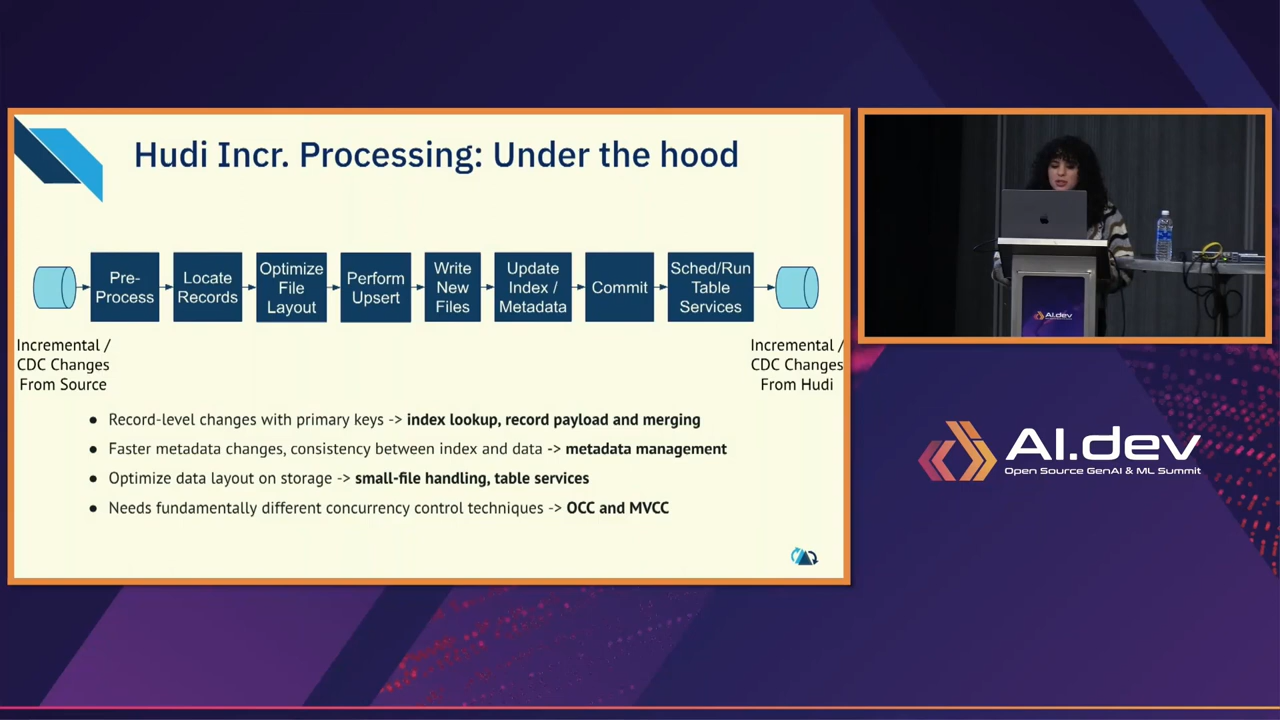 Hudi Incr. Processing: Under the hood
Pre-
Process
Locate
Records
Optimize
File
Layout
Perform
Upsert
Write
New
Files
Update
Index /
Metadata
Commit
Sched/Run
Table
Services
Incremental /
CDC Changes
From Source
Incremental /
CDC Changes
From Hudi
● Record-level changes with primary keys -> index lookup, record payload and merging
● Faster metadata changes, consistency between index and data -> metadata management
● Optimize data layout on storage -> small-file handling, table services
● Needs fundamentally different concurrency control techniques -> OCC and MVCC
AI.dev
AI.dev
Open Source GenAI & ML Summit